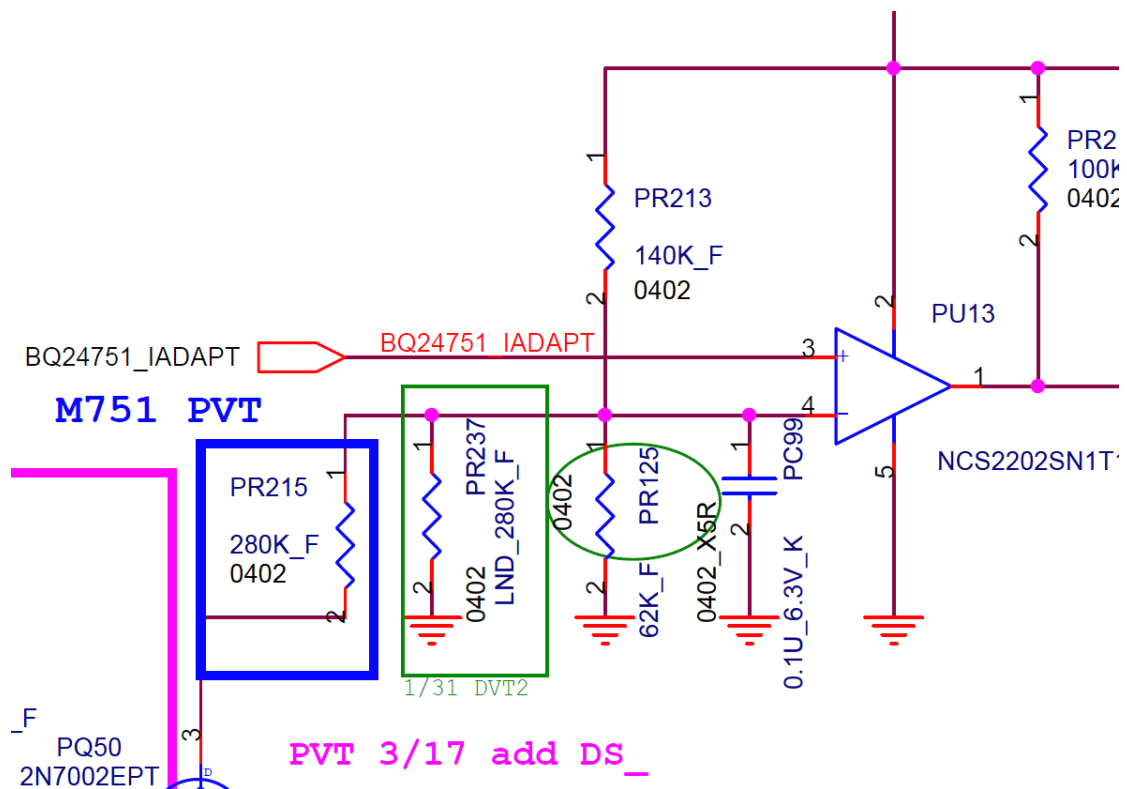 1
PR213
140K_F
0402
2
1
PR2
100K
0402
2
2
PU13
BQ24751_IADAPT
BQ24751_IADAPT
3
+
1
4
-
5
NCS2202SN1T1
M751 PVT
PR215
280K_F
0402
1
2
1
PR237
LND_280K_F
0402
2
1/31 DVT2
1
0402
PR125
62K_F
2
1
PC99
0402_X5R
0.1U_6.3V_K
2
_F
PQ50
2N7002EPT
3
D
PVT 3/17 add DS_